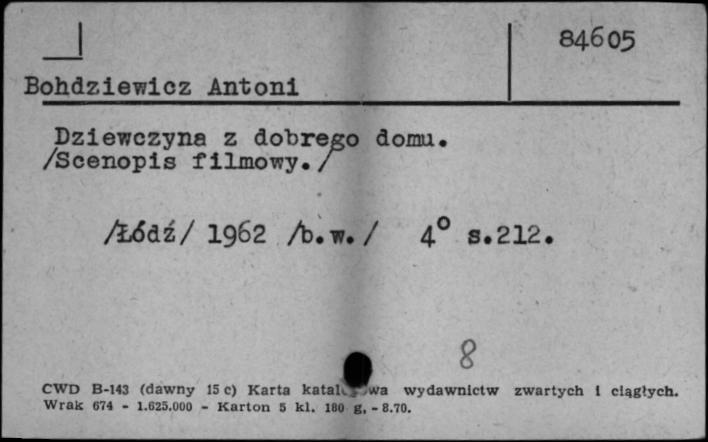 84605
Bohdziewicz Antoni
Dziewczyna z dobrego domu.
/Scenopis filmowy./
/Łódź/ 1962 /b.w./ 4° s.212.
8
CWD B-143 (dawny 15 c) Karta katalogowa wydawnictw zwartych i ciągłych.
Wrak 674 - 1.625.000 - Karton 5 kl. 180 g. - 8.70.